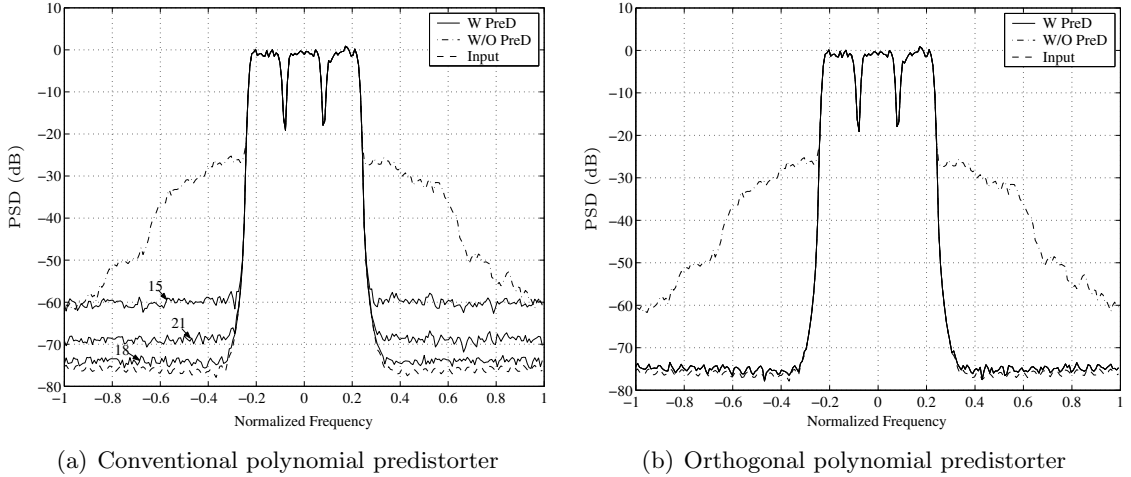 10
0
−10
−20
−30
−40
−50
−60
−70
−80
PSD (dB)
W PreD
W/O PreD
Input
15
21
18
−1 −0.8 −0.6 −0.4 −0.2 0 0.2 0.4 0.6 0.8 1
Normalized Frequency
(a) Conventional polynomial predistorter
10
0
−10
−20
−30
−40
−50
−60
−70
−80
PSD (dB)
W PreD
W/O PreD
Input
−1 −0.8 −0.6 −0.4 −0.2 0 0.2 0.4 0.6 0.8 1
Normalized Frequency
(b) Orthogonal polynomial predistorter